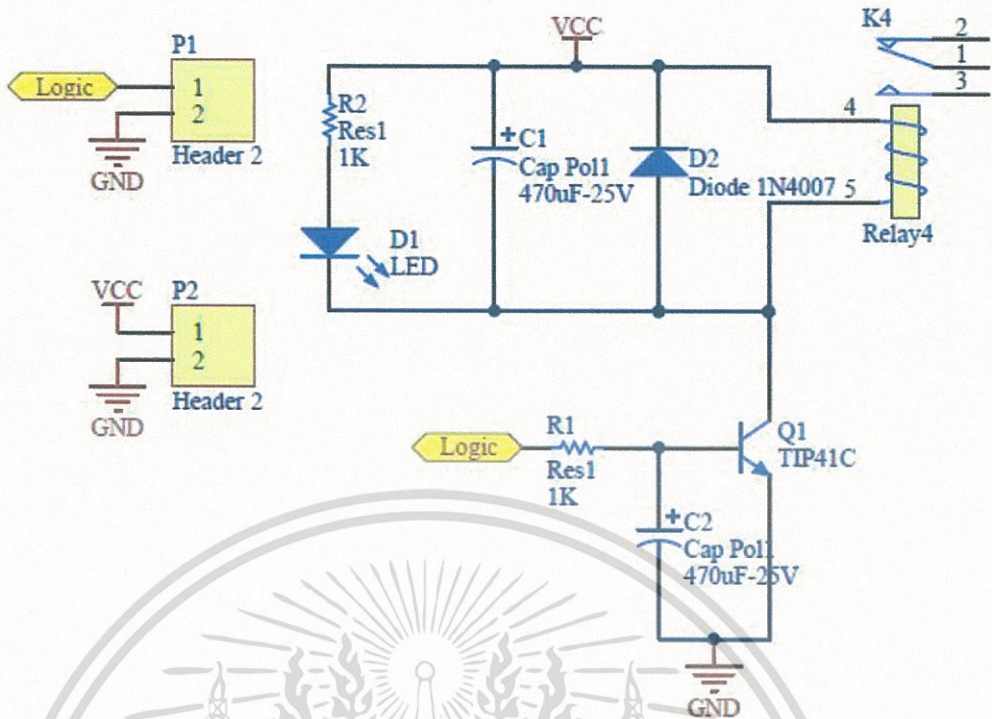 P1
Logic
1
2
Header 2
GND
VCC
P2
1
2
Header 2
GND
VCC
R2
Res1
1K
D1
LED
C1
Cap Pol1
470uF-25V
D2
Diode 1N4007
K4
2
1
3
4
5
Relay4
Logic
R1
Res1
1K
Q1
TIP41C
C2
Cap Pol1
470uF-25V
GND